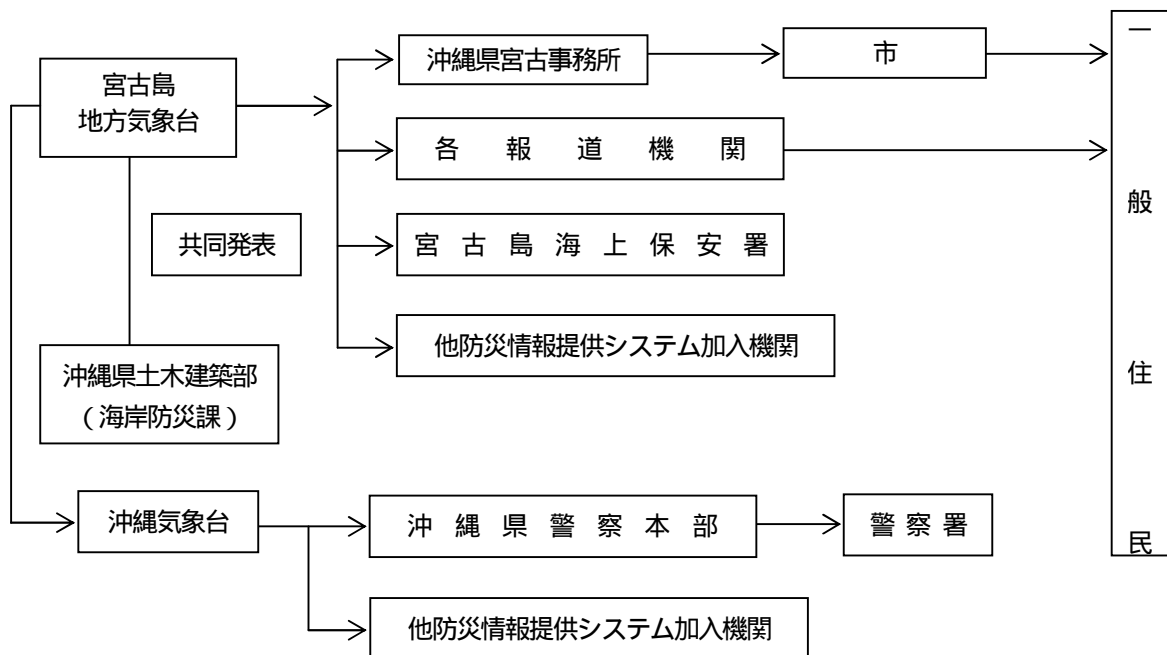 宮古島
地方気象台
沖縄県宮古事務所
市
各報道機関
宮古島海上保安署
他防災情報提供システム加入機関
共同発表
沖縄県土木建築部
（海岸防災課）
沖縄気象台
沖縄県警察本部
警察署
他防災情報提供システム加入機関
一般住民